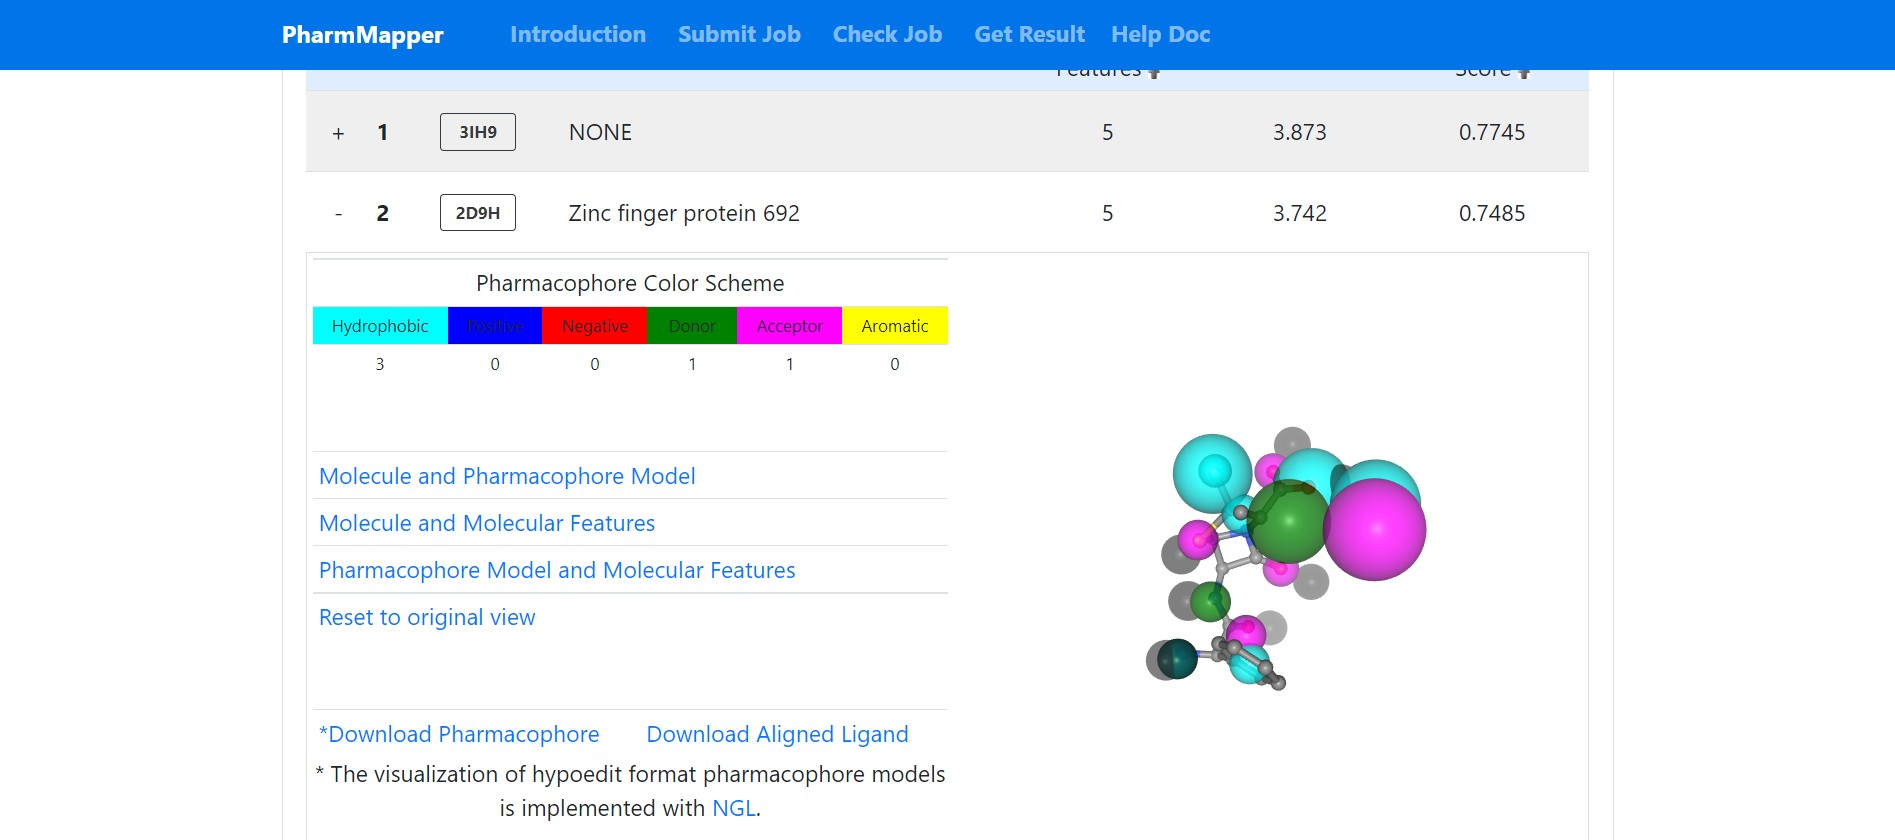 PharmMapper Introduction Submit Job Check Job Get Result Help Doc
Features Score
+ 1 3IH9 NONE 5 3.873 0.7745
- 2 2D9H Zinc finger protein 692 5 3.742 0.7485
Pharmacophore Color Scheme
Hydrophobic Positive Negative Donor Acceptor Aromatic
3 0 0 1 1 0
Molecule and Pharmacophore Model
Molecule and Molecular Features
Pharmacophore Model and Molecular Features
Reset to original view
*Download Pharmacophore Download Aligned Ligand
* The visualization of hypoedit format pharmacophore models
is implemented with NGL.